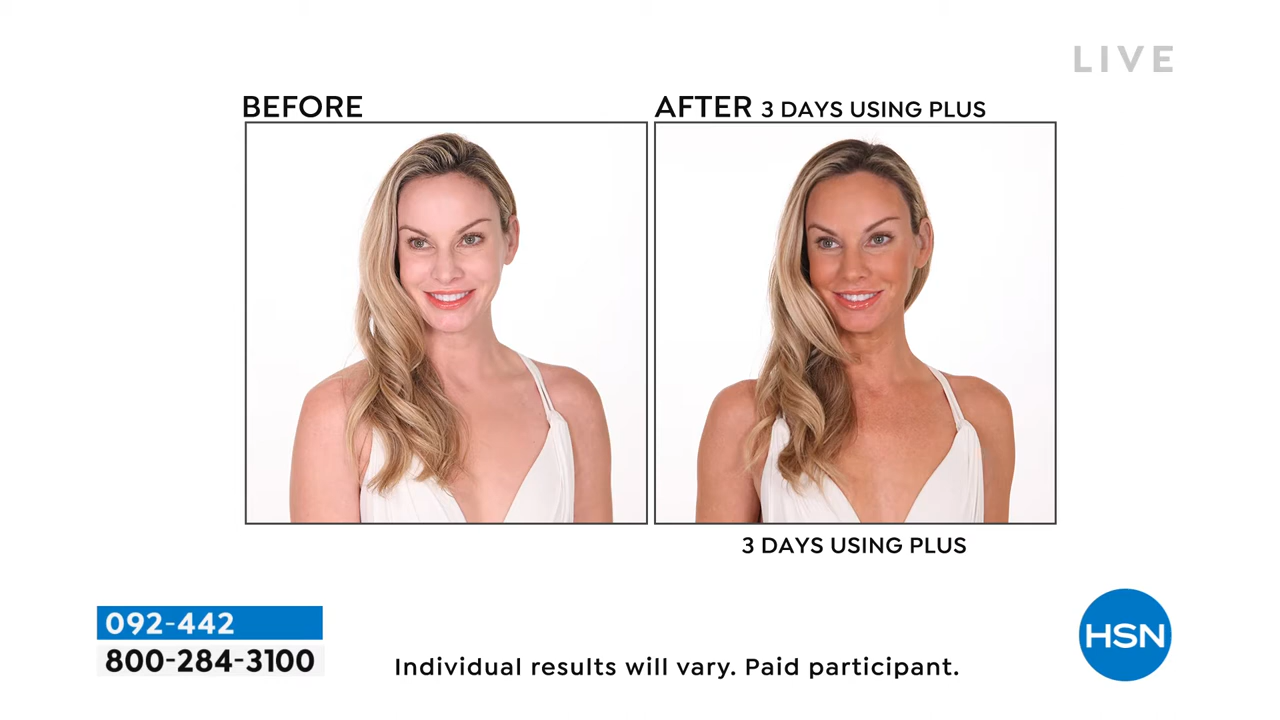 LIVE
BEFORE
AFTER 3 DAYS USING PLUS
3 DAYS USING PLUS
092-442
800-284-3100
Individual results will vary. Paid participant.
HSN